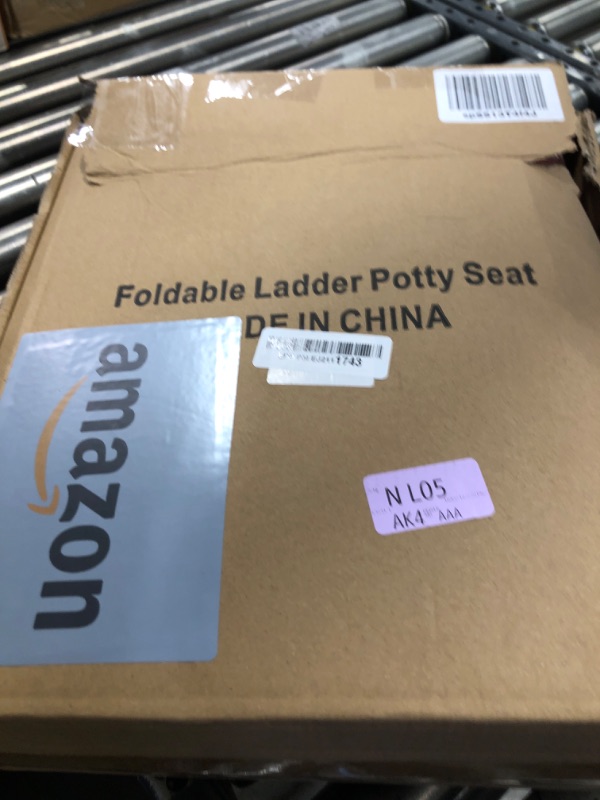 Foldable Ladder Potty Seat
DE IN CHINA
1743
amazon
N L05
AK4 AAA